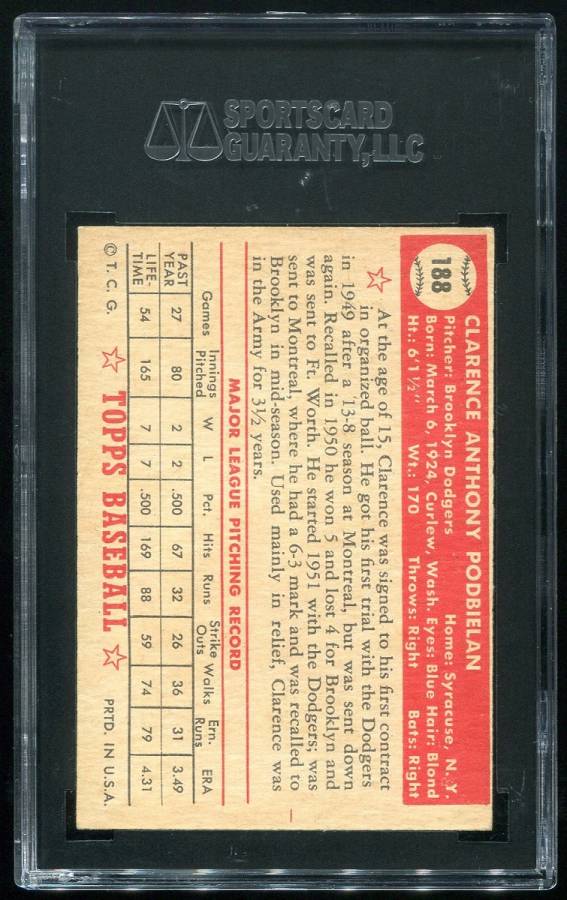 SPORTSCARD
GUARANTY, LLC
188
CLARENCE ANTHONY PODBIELAN
Pitcher: Brooklyn Dodgers Home: Syracuse, N. Y.
Born: March 6, 1924, Curlew, Wash. Eyes: Blue Hair: Blond
Ht.: 6'1½" Wt.: 170 Throws: Right Bats: Right
At the age of 15, Clarence was signed to his first contract
in organized ball. He got his first trial with the Dodgers
in 1949 after a '13-8 season at Montreal, but was sent down
again. Recalled in 1950 he won 5 and lost 4 for Brooklyn and
was sent to Ft. Worth. He started 1951 with the Dodgers; was
sent to Montreal, where he had a 6-3 mark and was recalled to
Brooklyn in mid-season. Used mainly in relief, Clarence was
in the Army for 3½ years.
MAJOR LEAGUE PITCHING RECORD
Games Innings Pitched W L Pct. Hits Runs Strike Outs Walks Ern. Runs ERA
PAST YEAR 27 80 2 2 .500 67 32 26 36 31 3.49
LIFE-TIME 54 165 7 7 .500 169 88 59 74 79 4.31
© T. C. G. TOPPS BASEBALL PRTD. IN U.S.A.